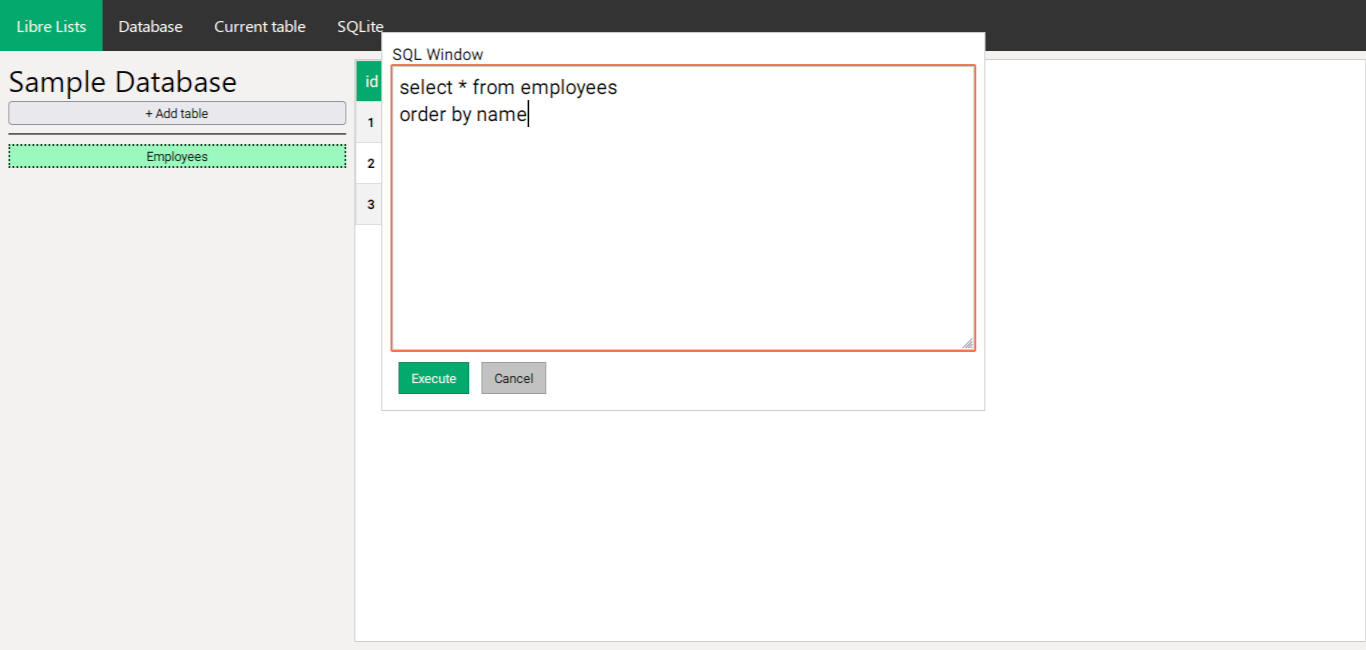 Libre Lists Database Current table SQLite
Sample Database
+ Add table
Employees
id
1
2
3
SQL Window
select * from employees
order by name
Execute Cancel